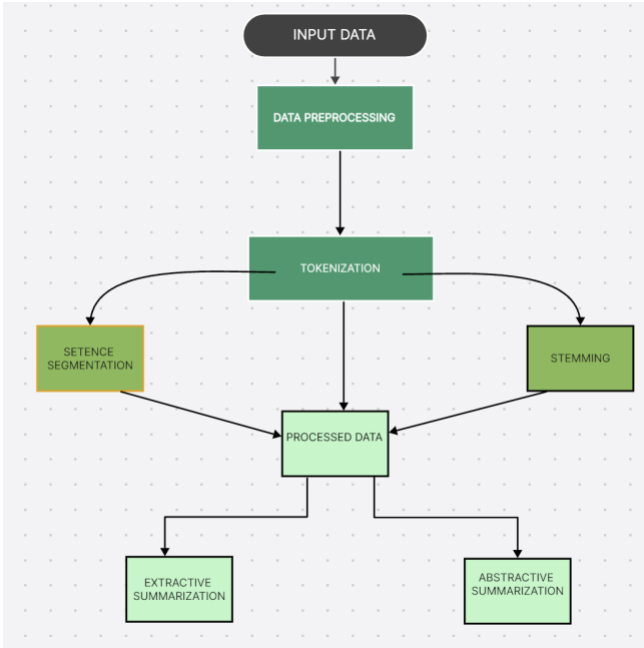 INPUT DATA
DATA PREPROCESSING
TOKENIZATION
SETENCE
SEGMENTATION
STEMMING
PROCESSED DATA
EXTRACTIVE
SUMMARIZATION
ABSTRACTIVE
SUMMARIZATION